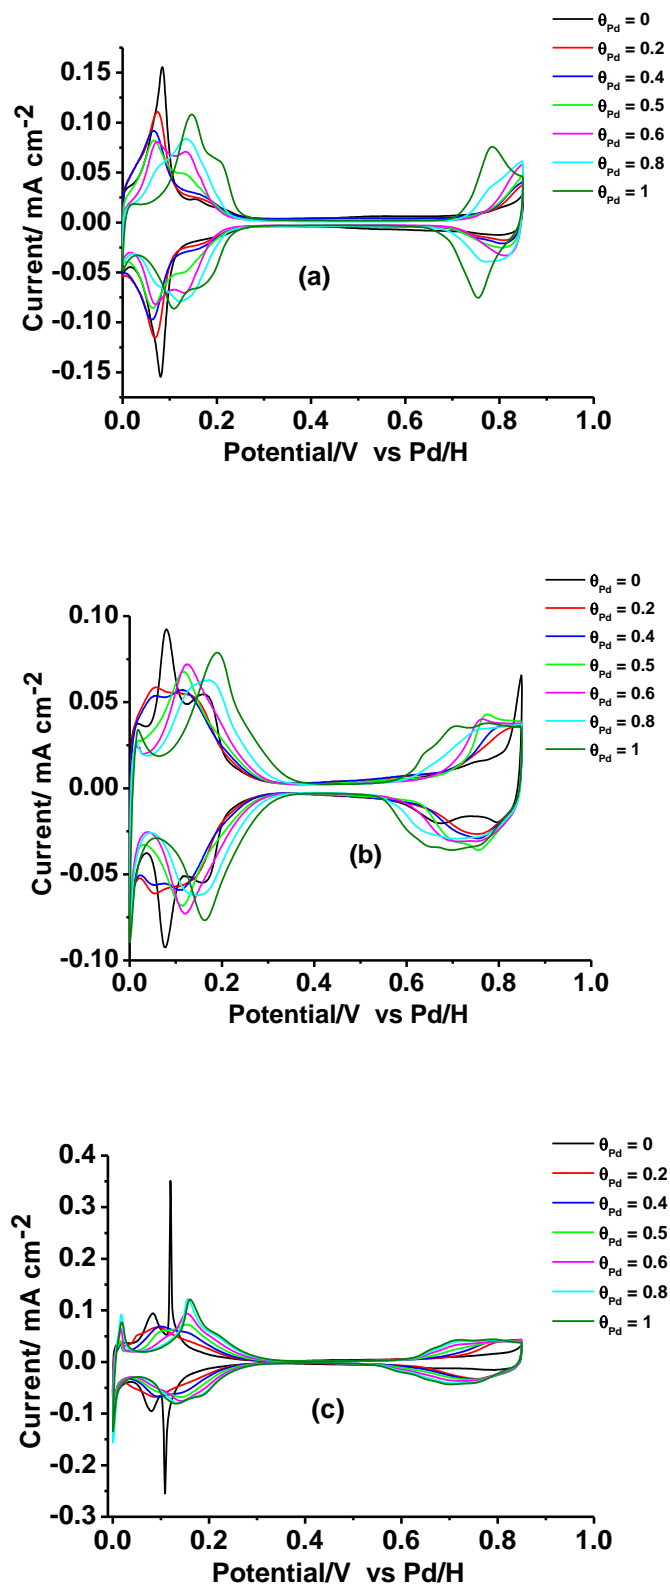 θPd = 0
θPd = 0.2
θPd = 0.4
θPd = 0.5
θPd = 0.6
θPd = 0.8
θPd = 1
0.15
0.10
0.05
0.00
-0.05
-0.10
-0.15
Current/ mA cm-2
(a)
0.0 0.2 0.4 0.6 0.8 1.0
Potential/V vs Pd/H
θPd = 0
θPd = 0.2
θPd = 0.4
θPd = 0.5
θPd = 0.6
θPd = 0.8
θPd = 1
0.10
0.05
0.00
-0.05
-0.10
Current/ mA cm-2
(b)
0.0 0.2 0.4 0.6 0.8 1.0
Potential/V vs Pd/H
θPd = 0
θPd = 0.2
θPd = 0.4
θPd = 0.5
θPd = 0.6
θPd = 0.8
θPd = 1
0.4
0.3
0.2
0.1
0.0
-0.1
-0.2
-0.3
Current/ mA cm-2
(c)
0.0 0.2 0.4 0.6 0.8 1.0
Potential/V vs Pd/H